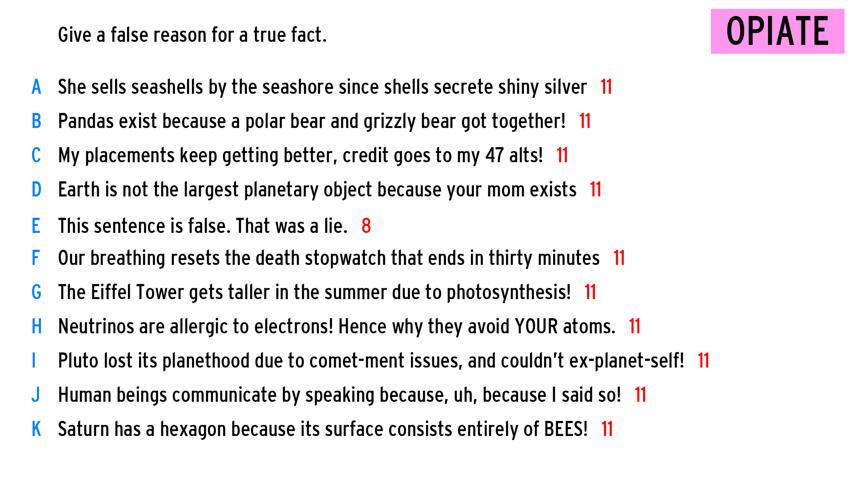 Give a false reason for a true fact.
OPIATE
A She sells seashells by the seashore since shells secrete shiny silver 11
B Pandas exist because a polar bear and grizzly bear got together! 11
C My placements keep getting better, credit goes to my 47 alts! 11
D Earth is not the largest planetary object because your mom exists 11
E This sentence is false. That was a lie. 8
F Our breathing resets the death stopwatch that ends in thirty minutes 11
G The Eiffel Tower gets taller in the summer due to photosynthesis! 11
H Neutrinos are allergic to electrons! Hence why they avoid YOUR atoms. 11
I Pluto lost its planethood due to comet-ment issues, and couldn't ex-planet-self! 11
J Human beings communicate by speaking because, uh, because I said so! 11
K Saturn has a hexagon because its surface consists entirely of BEES! 11